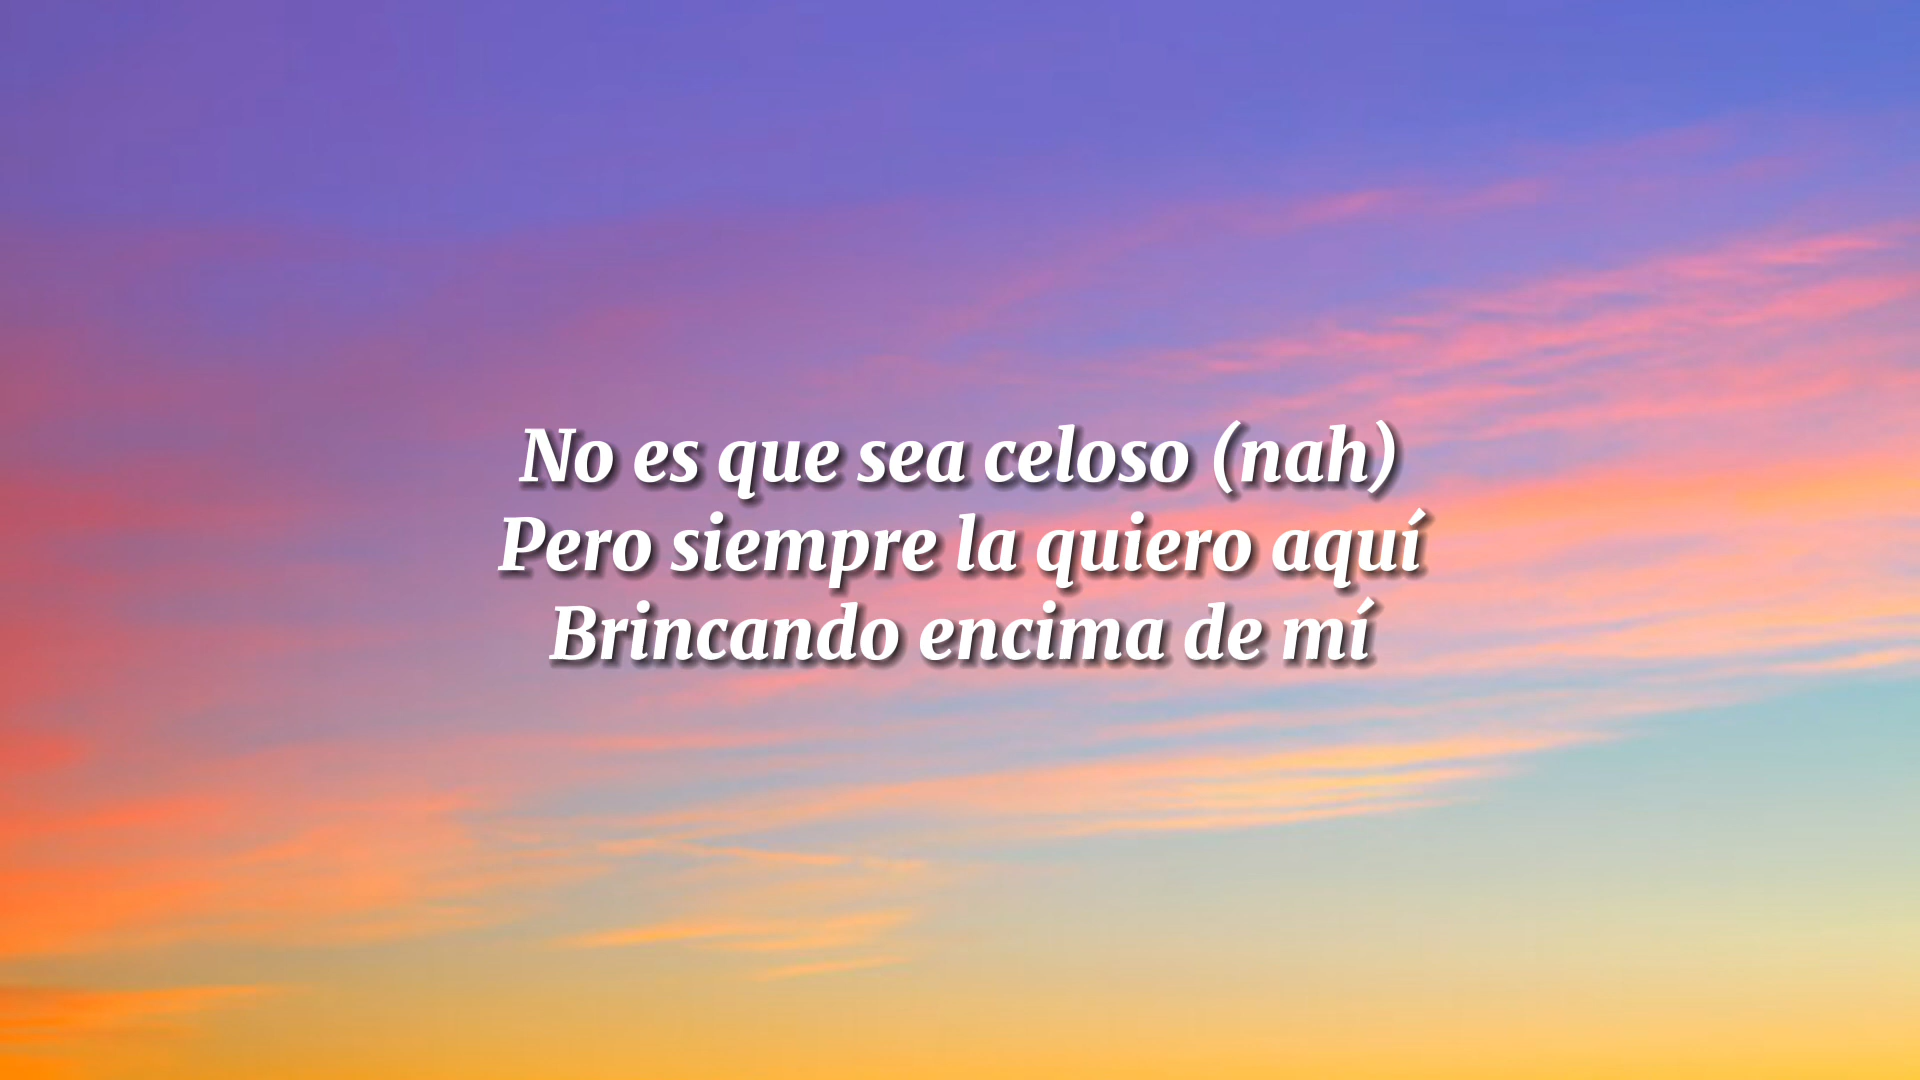 No es que sea celoso (nah)
Pero siempre la quiero aquí
Brincando encima de mí